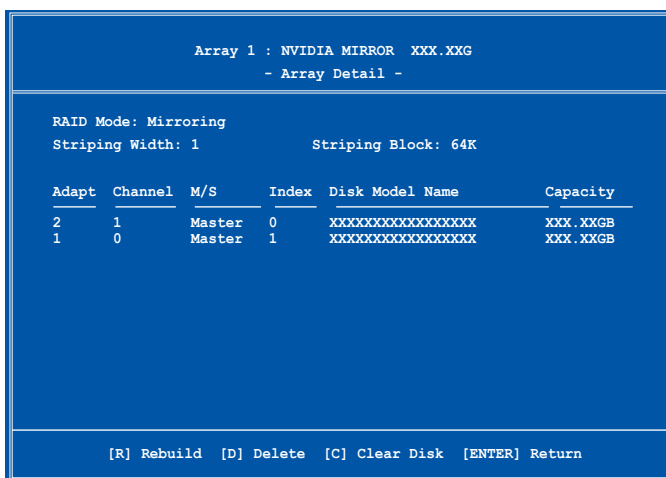 Array 1 : NVIDIA MIRROR XXX.XXG
- Array Detail -
RAID Mode: Mirroring
Striping Width: 1 Striping Block: 64K
Adapt Channel M/S Index Disk Model Name Capacity
2 1 Master 0 XXXXXXXXXXXXXXXXX XXX.XXGB
1 0 Master 1 XXXXXXXXXXXXXXXXX XXX.XXGB
[R] Rebuild [D] Delete [C] Clear Disk [ENTER] Return